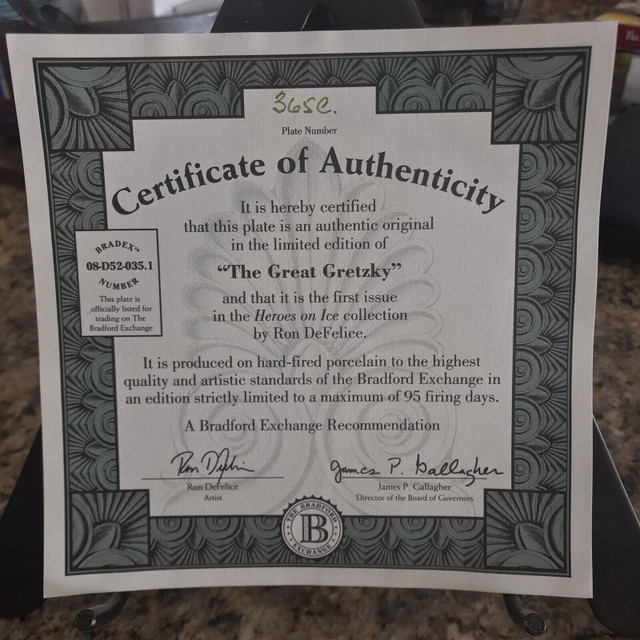 365C.
Plate Number
Certificate of Authenticity
It is hereby certified
that this plate is an authentic original
in the limited edition of
“The Great Gretzky”
and that it is the first issue
in the Heroes on Ice collection
by Ron DeFelice.
BRADEX™
08-D52-035.1
NUMBER
This plate is
officially listed for
trading on The
Bradford Exchange
It is produced on hard-fired porcelain to the highest
quality and artistic standards of the Bradford Exchange in
an edition strictly limited to a maximum of 95 firing days.
A Bradford Exchange Recommendation
James P. Gallagher
Ron DeFelice
Artist
James P. Gallagher
Director of the Board of Governors
THE BRADFORD
B
EXCHANGE